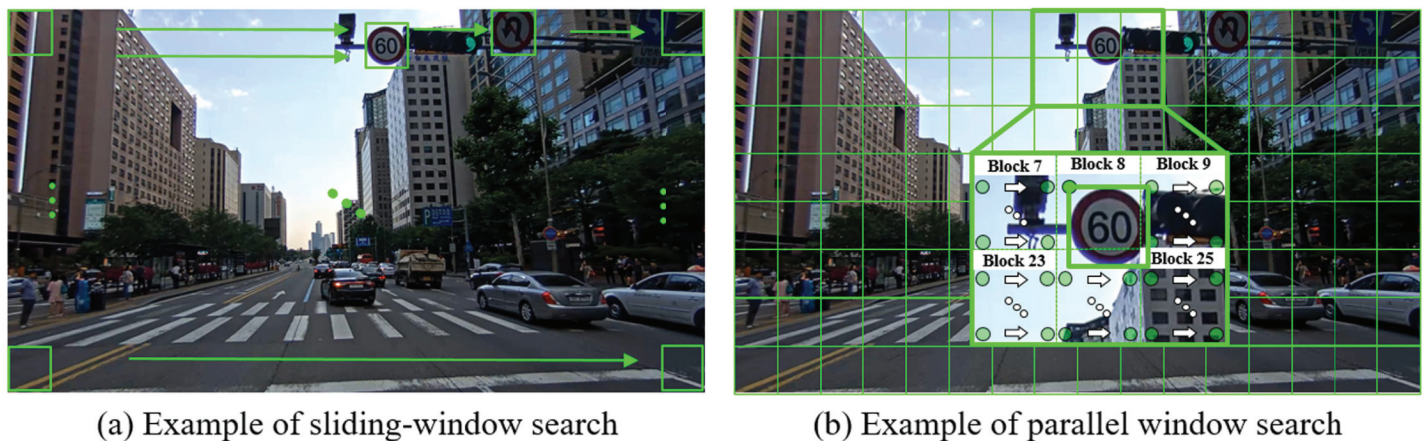 60
60
Block 7 Block 8 Block 9
60
Block 23 Block 25
(a) Example of sliding-window search
(b) Example of parallel window search